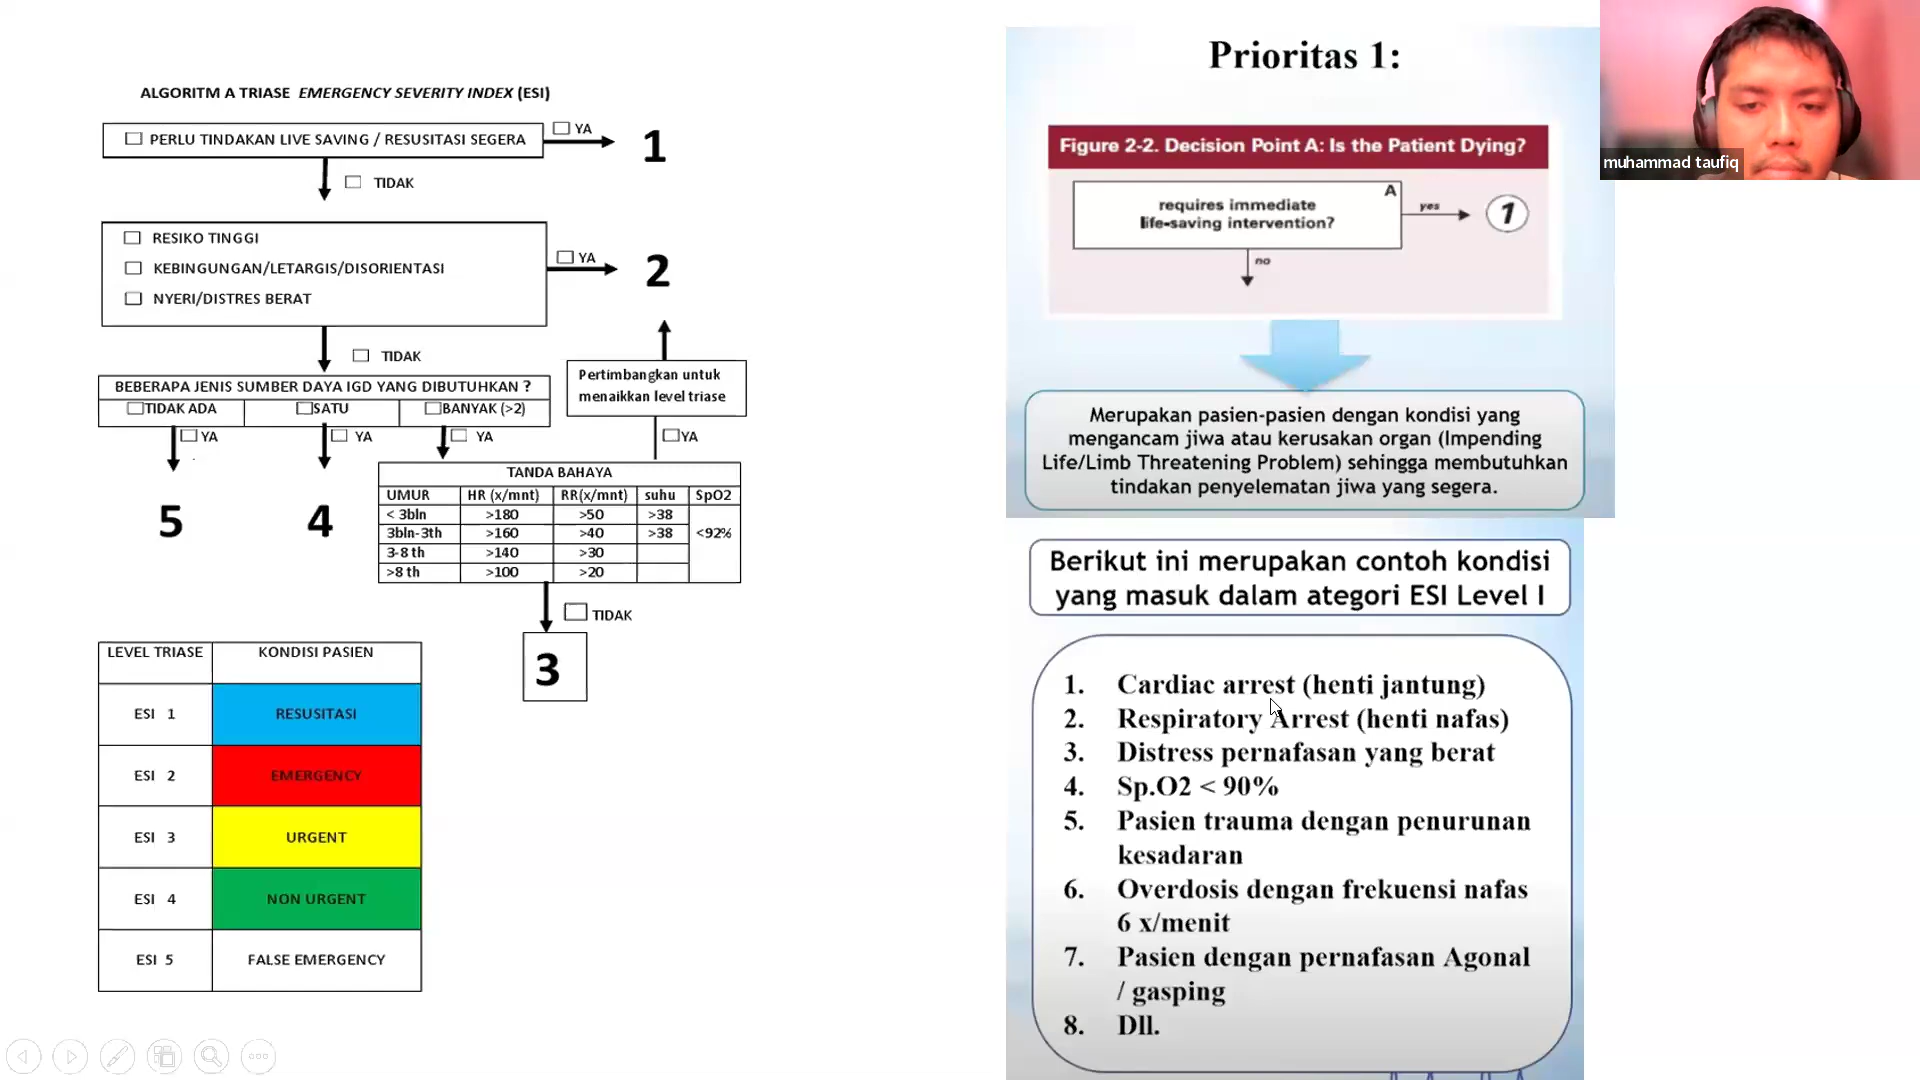 ALGORITM A TRIASE EMERGENCY SEVERITY INDEX (ESI)
PERLU TINDAKAN LIVE SAVING / RESUSITASI SEGERA
YA
1
TIDAK
RESIKO TINGGI
KEBINGUNGAN/LETARGIS/DISORIENTASI
NYERI/DISTRES BERAT
YA
2
TIDAK
Pertimbangkan untuk
menaikkan level triase
BEBERAPA JENIS SUMBER DAYA IGD YANG DIBUTUHKAN ?
TIDAK ADA SATU BANYAK (>2)
YA YA YA YA
5
4
TANDA BAHAYA
UMUR HR (x/mnt) RR(x/mnt) suhu SpO2
< 3bln >180 >50 >38
3bln-3th >160 >40 >38 <92%
3-8 th >140 >30
>8 th >100 >20
TIDAK
3
LEVEL TRIASE KONDISI PASIEN
ESI 1 RESUSITASI
ESI 2 EMERGENCY
ESI 3 URGENT
ESI 4 NON URGENT
ESI 5 FALSE EMERGENCY
Prioritas 1:
Figure 2-2. Decision Point A: Is the Patient Dying?
A
requires immediate
life-saving intervention?
yes
1
no
Merupakan pasien-pasien dengan kondisi yang
mengancam jiwa atau kerusakan organ (Impending
Life/Limb Threatening Problem) sehingga membutuhkan
tindakan penyelematan jiwa yang segera.
Berikut ini merupakan contoh kondisi
yang masuk dalam ategori ESI Level I
1. Cardiac arrest (henti jantung)
2. Respiratory Arrest (henti nafas)
3. Distress pernafasan yang berat
4. Sp.O2 < 90%
5. Pasien trauma dengan penurunan
kesadaran
6. Overdosis dengan frekuensi nafas
6 x/menit
7. Pasien dengan pernafasan Agonal
/ gasping
8. Dll.
muhammad taufiq